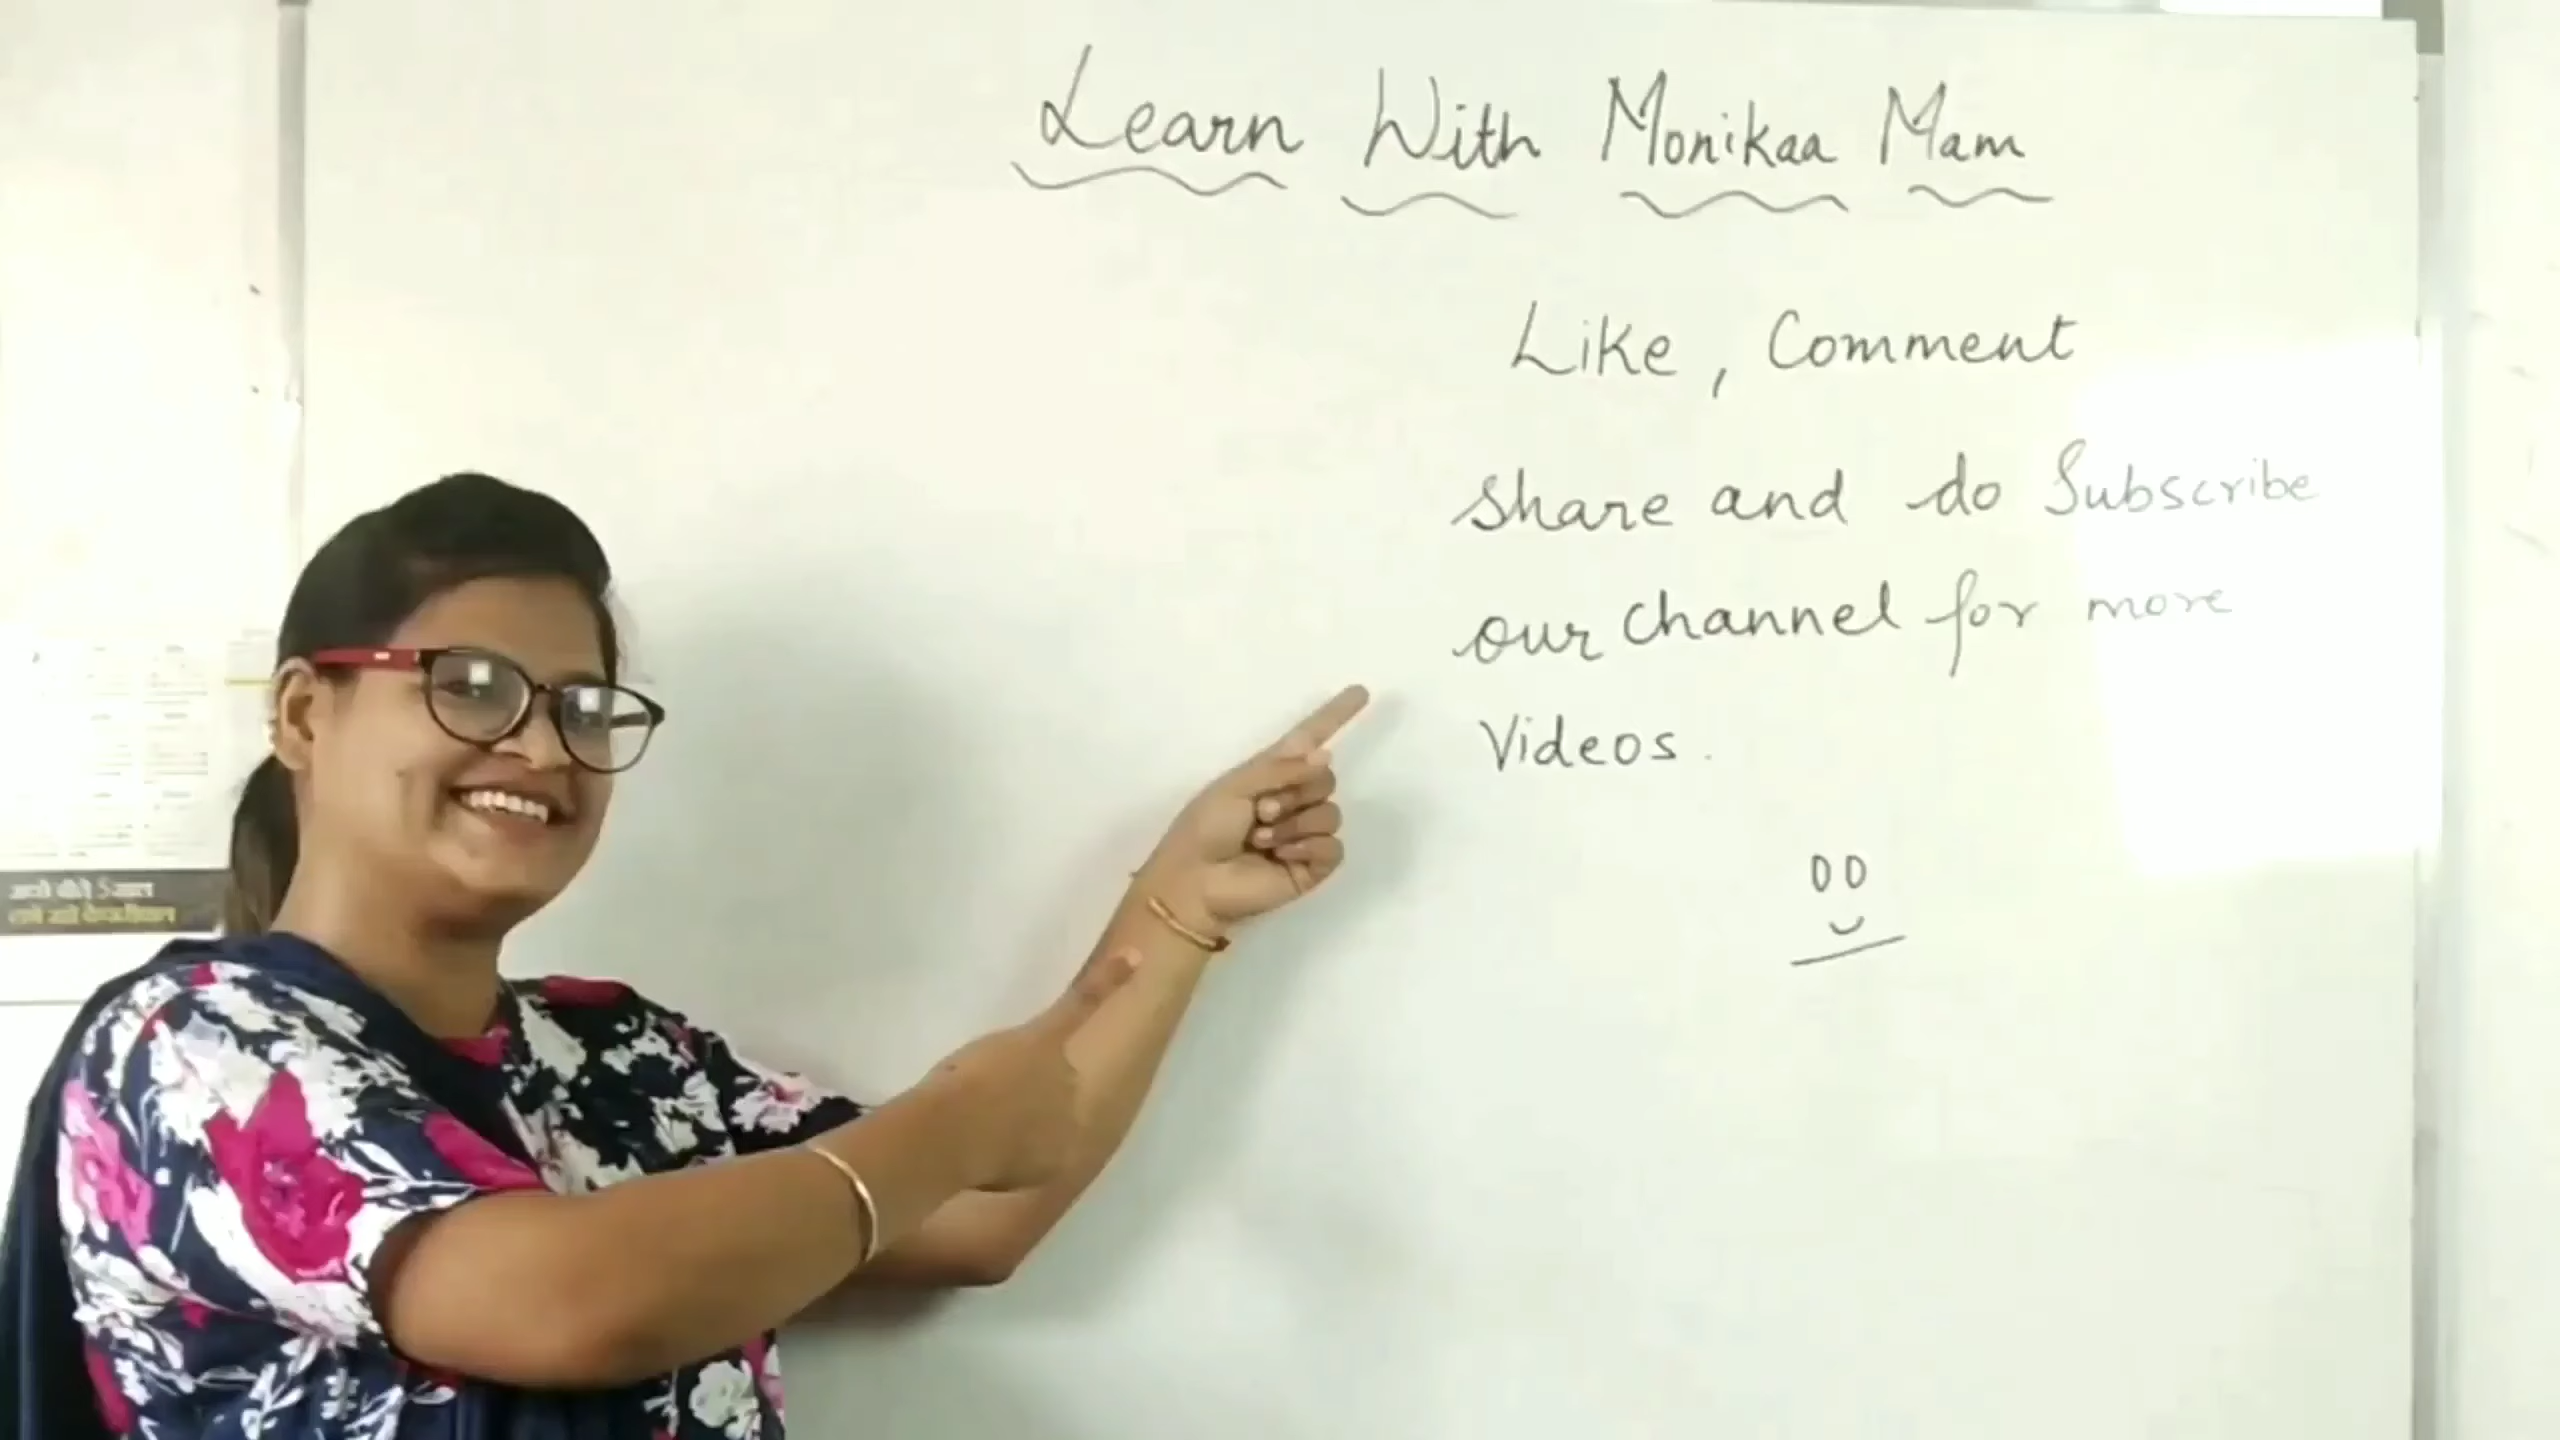 Learn With Monikaa Mam
Like, Comment
share and do Subscribe
our channel for more
Videos.